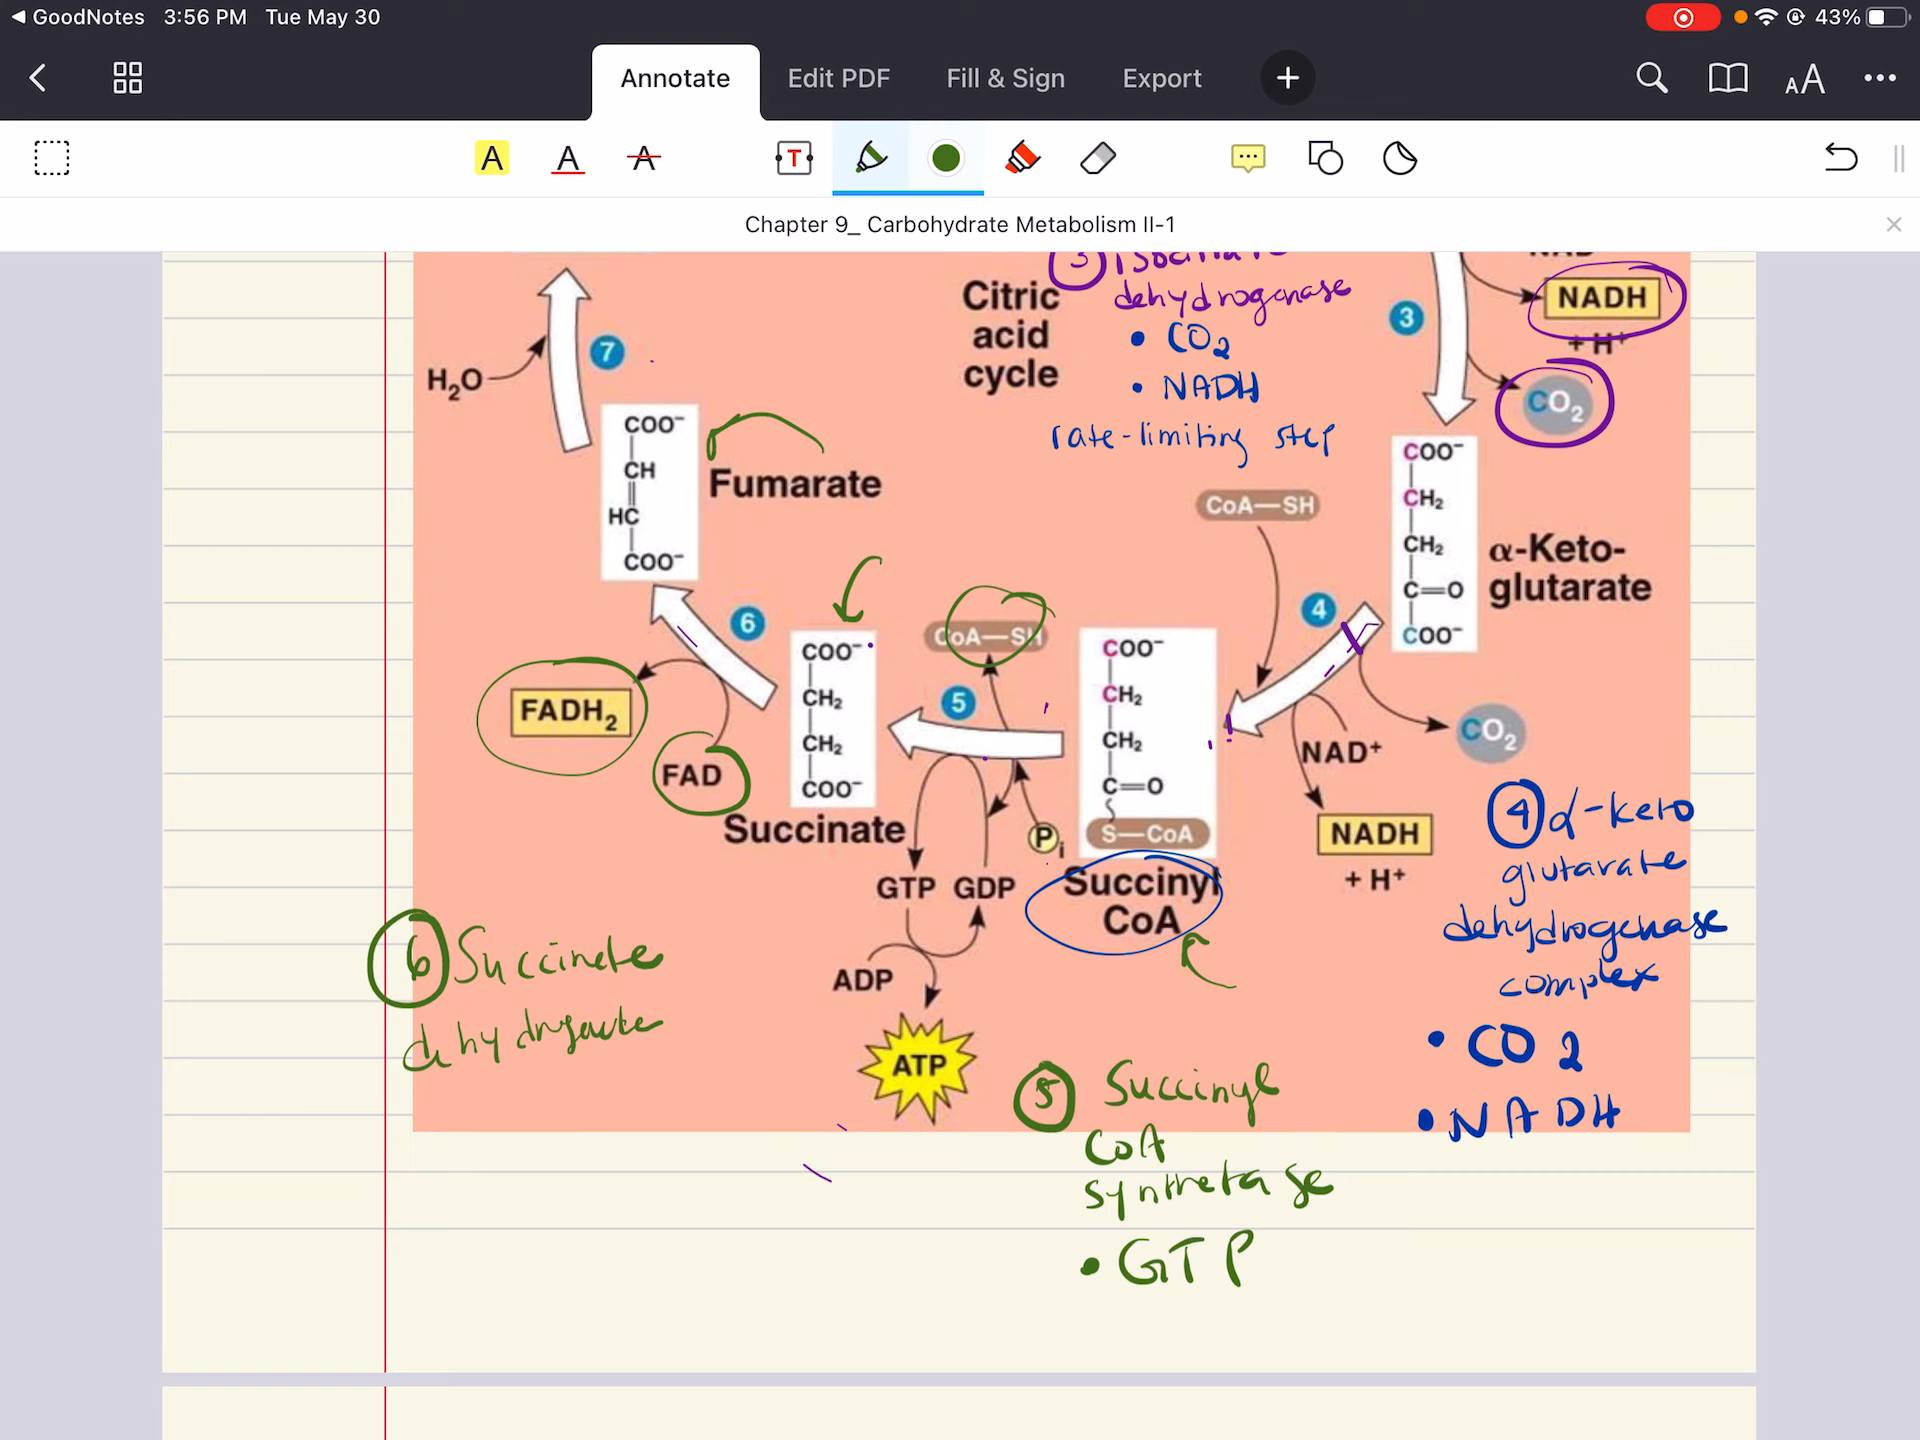 GoodNotes 3:56 PM Tue May 30 43%
Annotate Edit PDF Fill & Sign Export
A A A T
Chapter 9_ Carbohydrate Metabolism II-1
3
dehydrogenase
• CO2
• NADH
rate-limiting step
Citric
acid
cycle
3
NADH
+ H⁺
CO₂
7
H₂O
COO⁻
CH
HC
COO⁻
Fumarate
CoA—SH
COO⁻
CH₂
CH₂
C=O
COO⁻
α-Keto-
glutarate
4
6
CoA—SH
FADH₂
FAD
COO⁻
CH₂
CH₂
COO⁻
Succinate
5
COO⁻
CH₂
CH₂
C=O
S—CoA
Succinyl
CoA
Pi
NAD⁺
CO₂
NADH
+ H⁺
GTP GDP
ADP
ATP
4 α-keto
glutarate
dehydrogenase
complex
• CO2
• NADH
6 Succinate
5 Succinyl
CoA
synthetase
• GTP